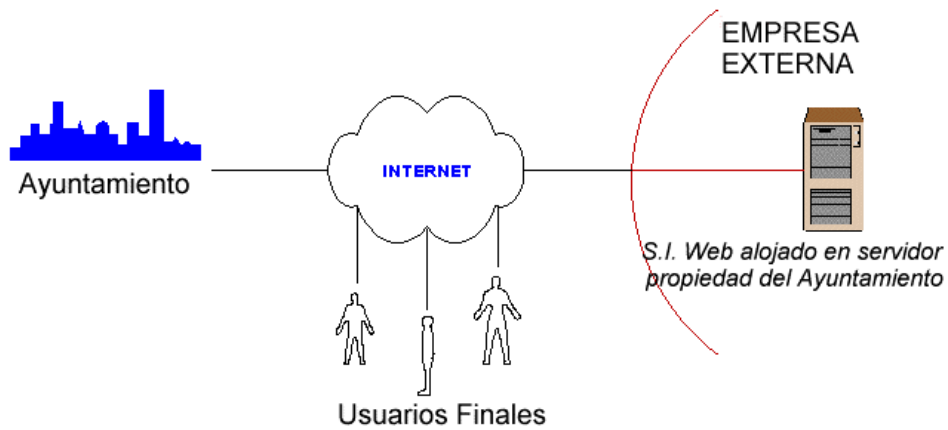 EMPRESA
EXTERNA
Ayuntamiento
INTERNET
S.I. Web alojado en servidor
propiedad del Ayuntamiento
Usuarios Finales